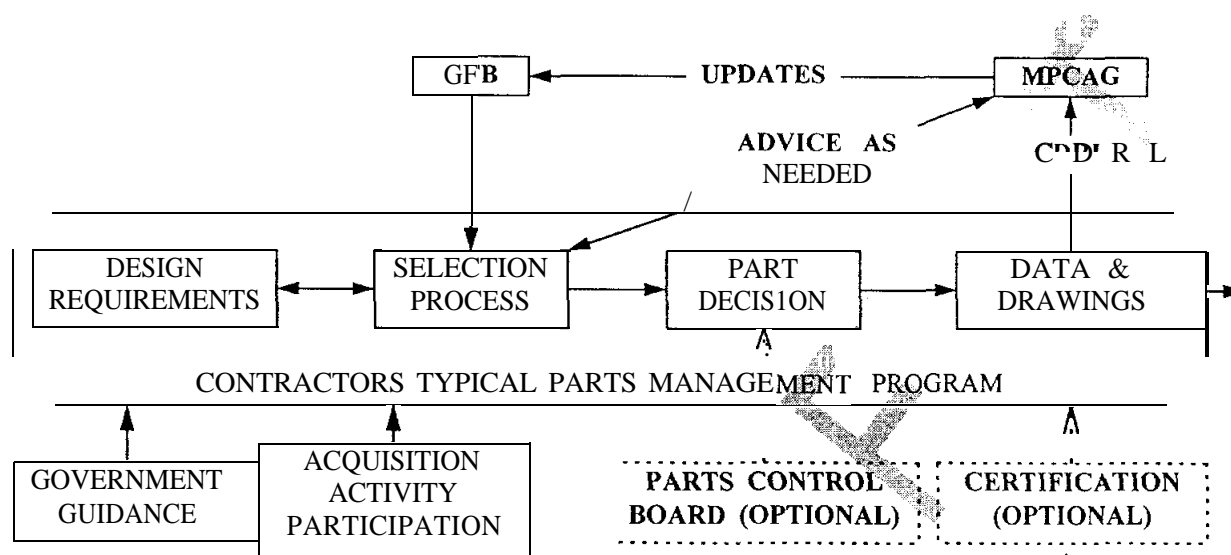 GFB
UPDATES
MPCAG
ADVICE AS
NEEDED
R L
DESIGN
REQUIREMENTS
SELECTION
PROCESS
PART
DECIS1ON
DATA &
DRAWINGS
CONTRACTORS TYPICAL PARTS MANAGEMENT PROGRAM
GOVERNMENT
GUIDANCE
ACQUISITION
ACTIVITY
PARTICIPATION
PARTS CONTROL
BOARD (OPTIONAL)
CERTIFICATION
(OPTIONAL)